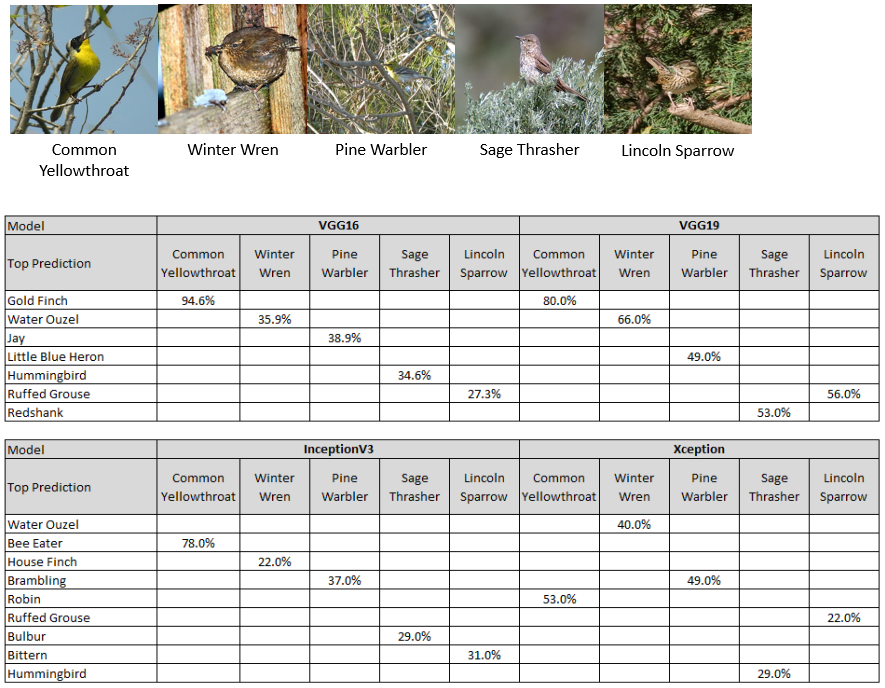 Common
Yellowthroat
Winter Wren
Pine Warbler
Sage Thrasher
Lincoln Sparrow
Model VGG16 VGG19
Top Prediction Common Yellowthroat Winter Wren Pine Warbler Sage Thrasher Lincoln Sparrow Common Yellowthroat Winter Wren Pine Warbler Sage Thrasher Lincoln Sparrow
Gold Finch 94.6% 80.0%
Water Ouzel 35.9% 66.0%
Jay 38.9%
Little Blue Heron 49.0%
Hummingbird 34.6%
Ruffed Grouse 27.3% 56.0%
Redshank 53.0%
Model InceptionV3 Xception
Top Prediction Common Yellowthroat Winter Wren Pine Warbler Sage Thrasher Lincoln Sparrow Common Yellowthroat Winter Wren Pine Warbler Sage Thrasher Lincoln Sparrow
Water Ouzel 40.0%
Bee Eater 78.0%
House Finch 22.0%
Brambling 37.0% 49.0%
Robin 53.0%
Ruffed Grouse 22.0%
Bulbur 29.0%
Bittern 31.0%
Hummingbird 29.0%